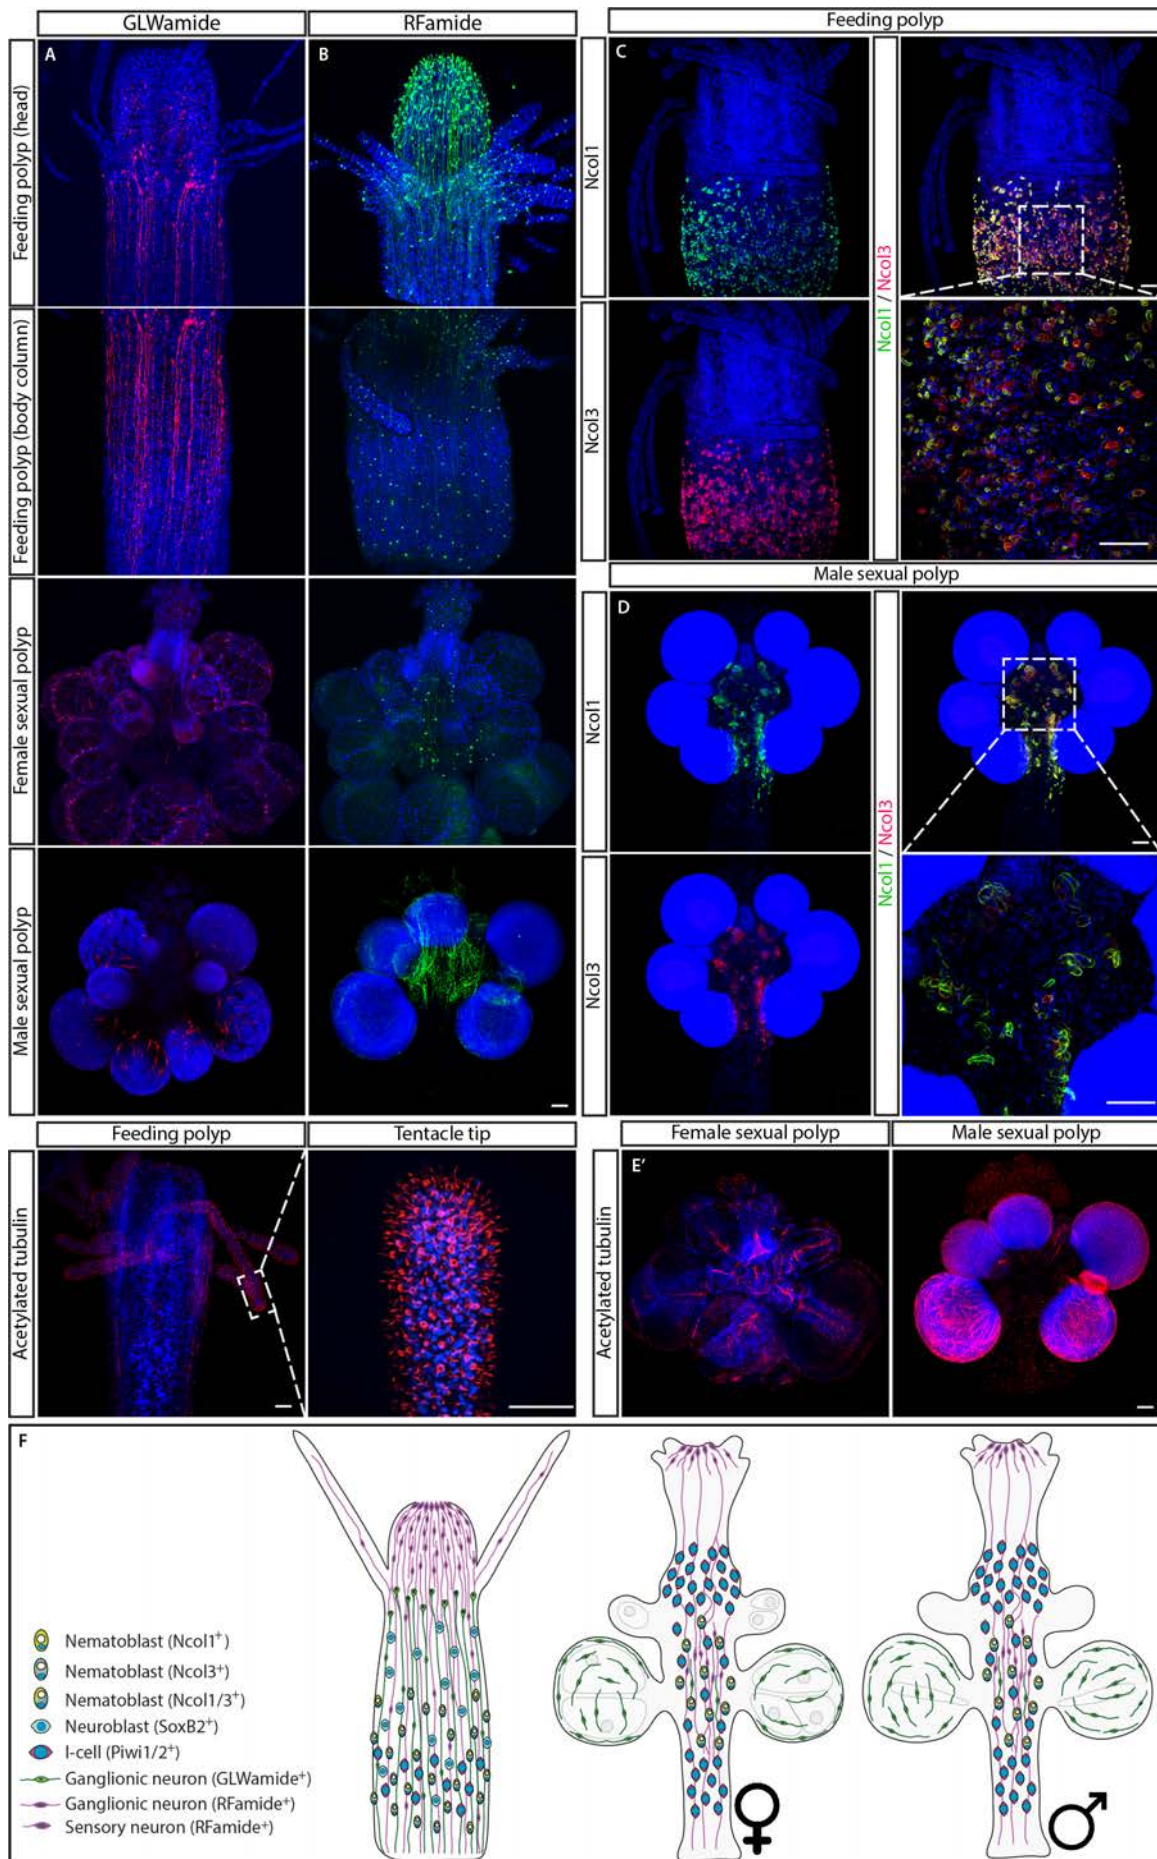 GLWamide
RFamide
Feeding polyp
A
B
C
Feeding polyp (head)
Ncol1
Ncol1 / Ncol3
Feeding polyp (body column)
Ncol3
Male sexual polyp
Female sexual polyp
D
Ncol1
Ncol1 / Ncol3
Male sexual polyp
Ncol3
Feeding polyp
Tentacle tip
Female sexual polyp
Male sexual polyp
Acetylated tubulin
Acetylated tubulin
E'
F
Nematoblast (Ncol1+)
Nematoblast (Ncol3+)
Nematoblast (Ncol1/3+)
Neuroblast (SoxB2+)
I-cell (Piwi1/2+)
Ganglionic neuron (GLWamide+)
Ganglionic neuron (RFamide+)
Sensory neuron (RFamide+)